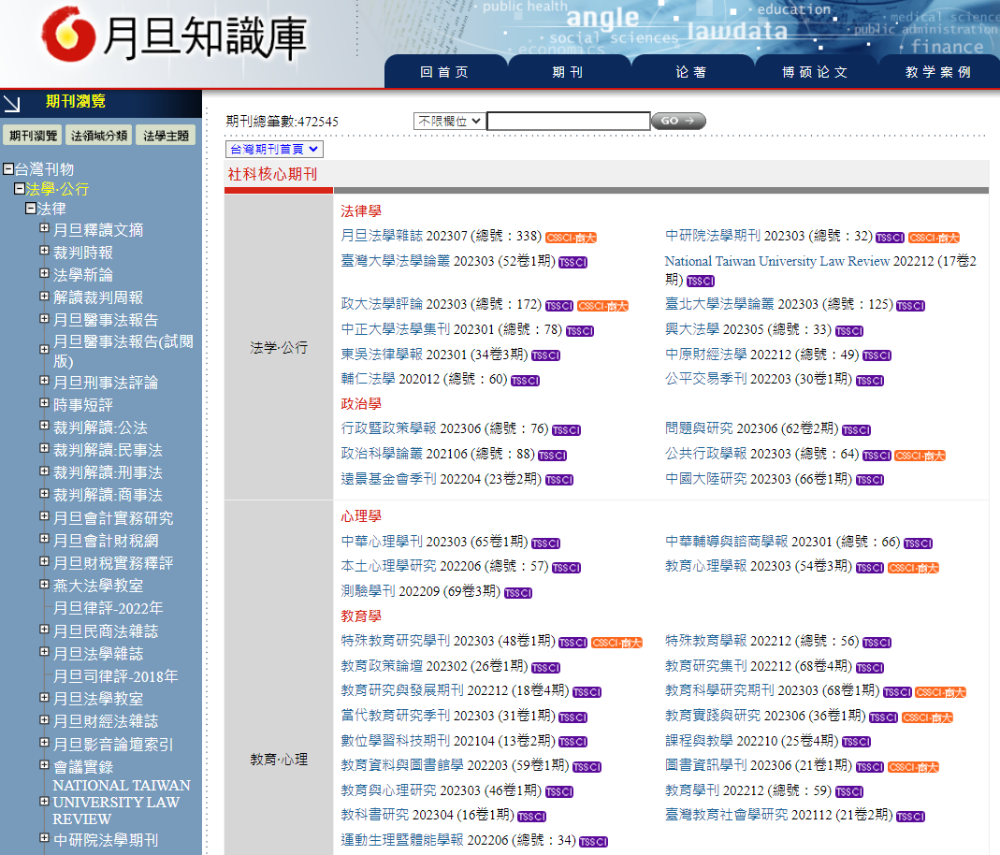 月旦知識庫
public health
angle
education
medical science
social sciences
lawdata
public administration
economics
finance
回首页
期刊
论著
博硕论文
教学案例
期刊瀏覽
期刊瀏覽 法領域分類 法學主題
台灣刊物
法學‧公行
法律
月旦釋讀文摘
裁判時報
法學新論
解讀裁判周報
月旦醫事法報告
月旦醫事法報告(試閱
版)
月旦刑事法評論
時事短評
裁判解讀:公法
裁判解讀:民事法
裁判解讀:刑事法
裁判解讀:商事法
月旦會計實務研究
月旦會計財稅網
月旦財稅實務釋評
燕大法學教室
月旦律評-2022年
月旦民商法雜誌
月旦法學雜誌
月旦司律評-2018年
月旦法學教室
月旦財經法雜誌
月旦影音論壇索引
會議實錄
NATIONAL TAIWAN
UNIVERSITY LAW
REVIEW
中研院法學期刊
期刊總筆數:472545 不限欄位 GO
台灣期刊首頁
社科核心期刊
法学‧公行
法律學
月旦法學雜誌 202307 (總號：338) CSSCI-南大
中研院法學期刊 202303 (總號：32) TSSCI CSSCI-南大
臺灣大學法學論叢 202303 (52卷1期) TSSCI
National Taiwan University Law Review 202212 (17卷2
期) TSSCI
政大法學評論 202303 (總號：172) TSSCI CSSCI-南大
臺北大學法學論叢 202303 (總號：125) TSSCI
中正大學法學集刊 202301 (總號：78) TSSCI
興大法學 202305 (總號：33) TSSCI
東吳法律學報 202301 (34卷3期) TSSCI
中原財經法學 202212 (總號：49) TSSCI
輔仁法學 202012 (總號：60) TSSCI
公平交易季刊 202203 (30卷1期) TSSCI
政治學
行政暨政策學報 202306 (總號：76) TSSCI
問題與研究 202306 (62卷2期) TSSCI
政治科學論叢 202106 (總號：88) TSSCI
公共行政學報 202303 (總號：64) TSSCI CSSCI-南大
遠景基金會季刊 202204 (23卷2期) TSSCI
中國大陸研究 202303 (66卷1期) TSSCI
教育‧心理
心理學
中華心理學刊 202303 (65卷1期) TSSCI
中華輔導與諮商學報 202301 (總號：66) TSSCI
本土心理學研究 202206 (總號：57) TSSCI
教育心理學報 202303 (54卷3期) TSSCI CSSCI-南大
測驗學刊 202209 (69卷3期) TSSCI
教育學
特殊教育研究學刊 202303 (48卷1期) TSSCI CSSCI-南大
特殊教育學報 202212 (總號：56) TSSCI
教育政策論壇 202302 (26卷1期) TSSCI
教育研究集刊 202212 (68卷4期) TSSCI
教育研究與發展期刊 202212 (18卷4期) TSSCI
教育科學研究期刊 202303 (68卷1期) TSSCI CSSCI-南大
當代教育研究季刊 202303 (31卷1期) TSSCI
教育實踐與研究 202306 (36卷1期) TSSCI CSSCI-南大
數位學習科技期刊 202104 (13卷2期) TSSCI
課程與教學 202210 (25卷4期) TSSCI
教育資料與圖書館學 202203 (59卷1期) TSSCI
圖書資訊學刊 202306 (21卷1期) TSSCI CSSCI-南大
教育與心理研究 202303 (46卷1期) TSSCI
教育學刊 202212 (總號：59) TSSCI
教科書研究 202304 (16卷1期) TSSCI
臺灣教育社會學研究 202112 (21卷2期) TSSCI
運動生理暨體能學報 202206 (總號：34) TSSCI